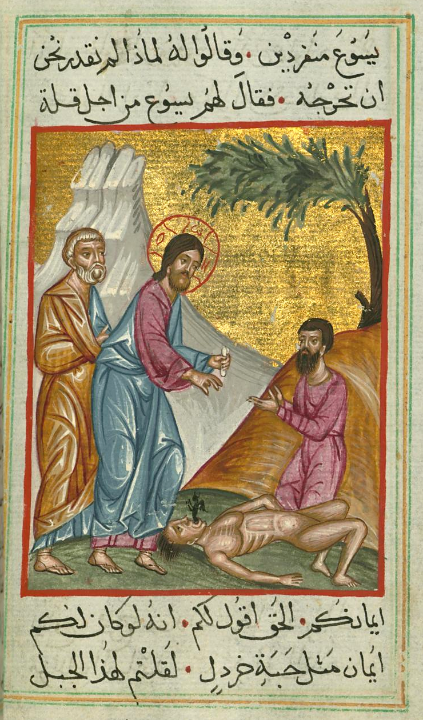 يسوع منفردين • وقالوا له لماذا لم نقدر نحن
ان نخرجه • فقال لهم يسوع من اجل قلة
ايمانكم • الحق اقول لكم • انه لو كان لكم
ايمان مثل حبة خردل • لقلتم لهذا الجبل